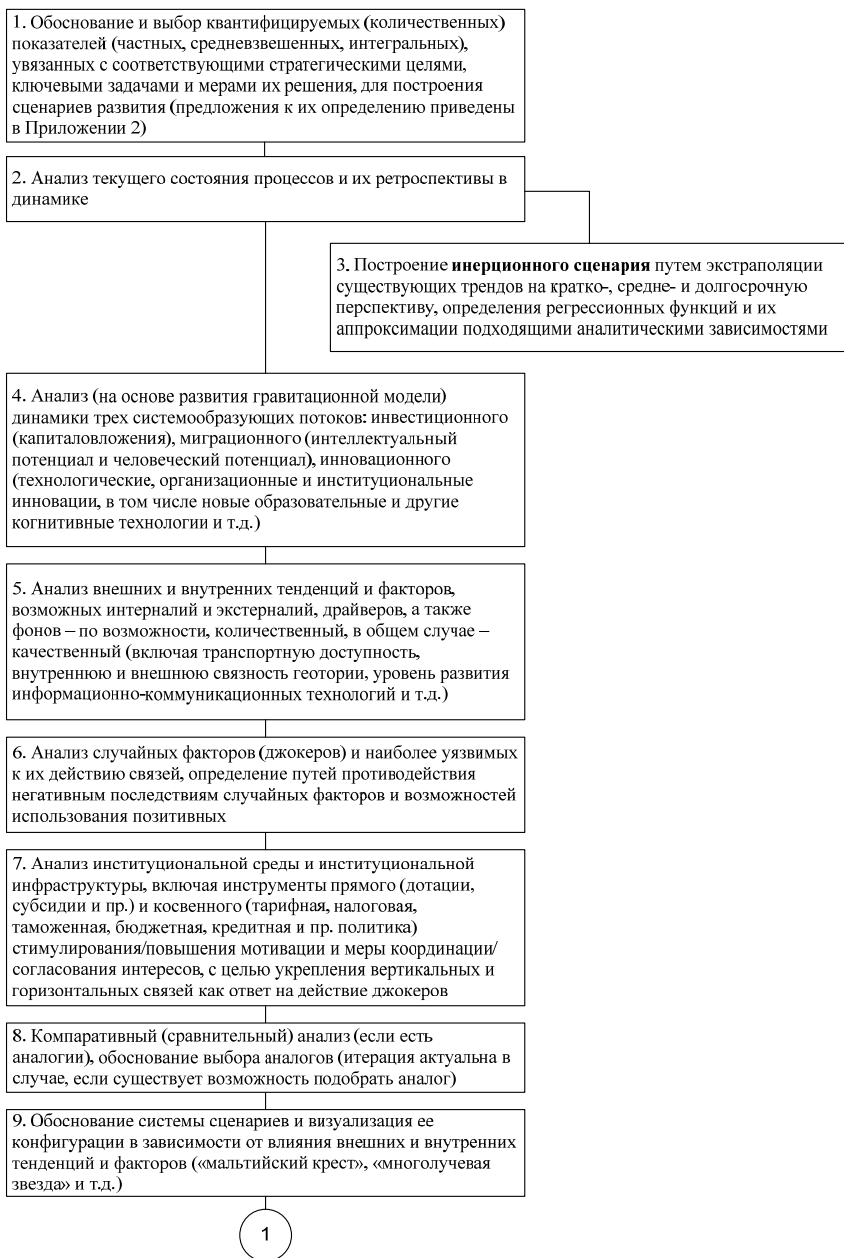 1. Обоснование и выбор квантифицируемых (количественных)
показателей (частных, средневзвешенных, интегральных),
увязанных с соответствующими стратегическими целями,
ключевыми задачами и мерами их решения, для построения
сценариев развития (предложения к их определению приведены
в Приложении 2)
2. Анализ текущего состояния процессов и их ретроспективы в
динамике
3. Построение инерционного сценария путем экстраполяции
существующих трендов на кратко-, средне- и долгосрочную
перспективу, определения регрессионных функций и их
аппроксимации подходящими аналитическими зависимостями
4. Анализ (на основе развития гравитационной модели)
динамики трех системообразующих потоков: инвестиционного
(капиталовложения), миграционного (интеллектуальный
потенциал и человеческий потенциал), инновационного
(технологические, организационные и институциональные
инновации, в том числе новые образовательные и другие
когнитивные технологии и т.д.)
5. Анализ внешних и внутренних тенденций и факторов,
возможных интерналий и экстерналий, драйверов, а также
фонов – по возможности, количественный, в общем случае –
качественный (включая транспортную доступность,
внутреннюю и внешнюю связность геотории, уровень развития
информационно-коммуникационных технологий и т.д.)
6. Анализ случайных факторов (джокеров) и наиболее уязвимых
к их действию связей, определение путей противодействия
негативным последствиям случайных факторов и возможностей
использования позитивных
7. Анализ институциональной среды и институциональной
инфраструктуры, включая инструменты прямого (дотации,
субсидии и пр.) и косвенного (тарифная, налоговая,
таможенная, бюджетная, кредитная и пр. политика)
стимулирования/повышения мотивации и меры координации/
согласования интересов, с целью укрепления вертикальных и
горизонтальных связей как ответ на действие джокеров
8. Компаративный (сравнительный) анализ (если есть
аналогии), обоснование выбора аналогов (итерация актуальна в
случае, если существует возможность подобрать аналог)
9. Обоснование системы сценариев и визуализация ее
конфигурации в зависимости от влияния внешних и внутренних
тенденций и факторов («мальтийский крест», «многолучевая
звезда» и т.д.)
1